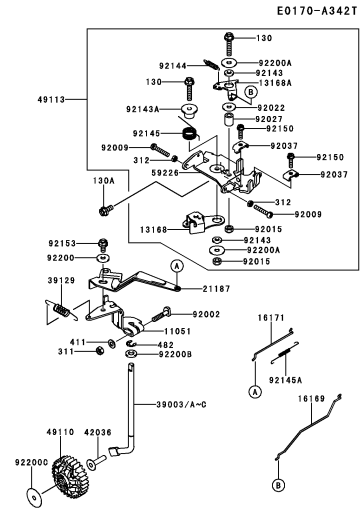 E0170-A342T
130
92200A
92144
92143
130
13168A
B
49113
92143A
92022
92027
92145
92150
92009
92037
312
92150
59226
92037
130A
312
92009
13168
92015
92143
92153
92200A
92200
A
92015
39129
21187
92002
16171
11051
411
482
311
92200B
92145A
A
16169
39003/A~C
49110
42036
92200C
B